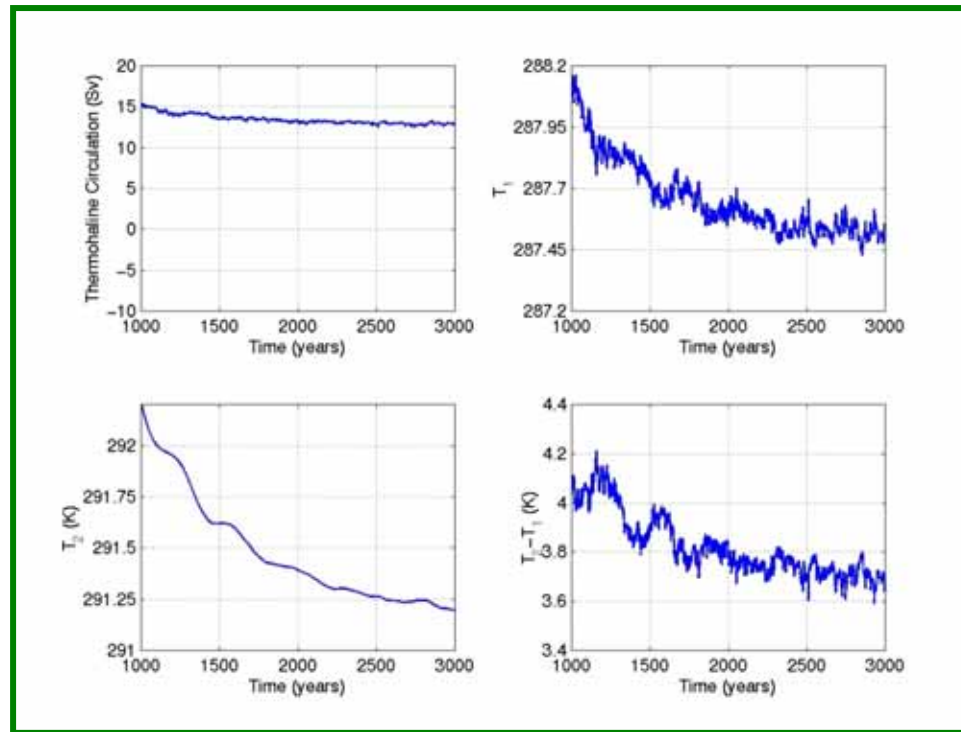 20
15
10
5
0
−5
−10
Thermohaline Circulation (Sv)
1000 1500 2000 2500 3000
Time (years)
288.2
287.95
287.7
287.45
287.2
T1
1000 1500 2000 2500 3000
Time (years)
292
291.75
291.5
291.25
291
T2 (K)
1000 1500 2000 2500 3000
Time (years)
4.4
4.2
4
3.8
3.6
3.4
T2−T1 (K)
1000 1500 2000 2500 3000
Time (years)